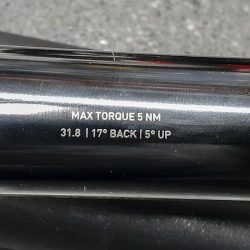 MAX TORQUE 5 NM
31.8 | 17° BACK | 5° UP